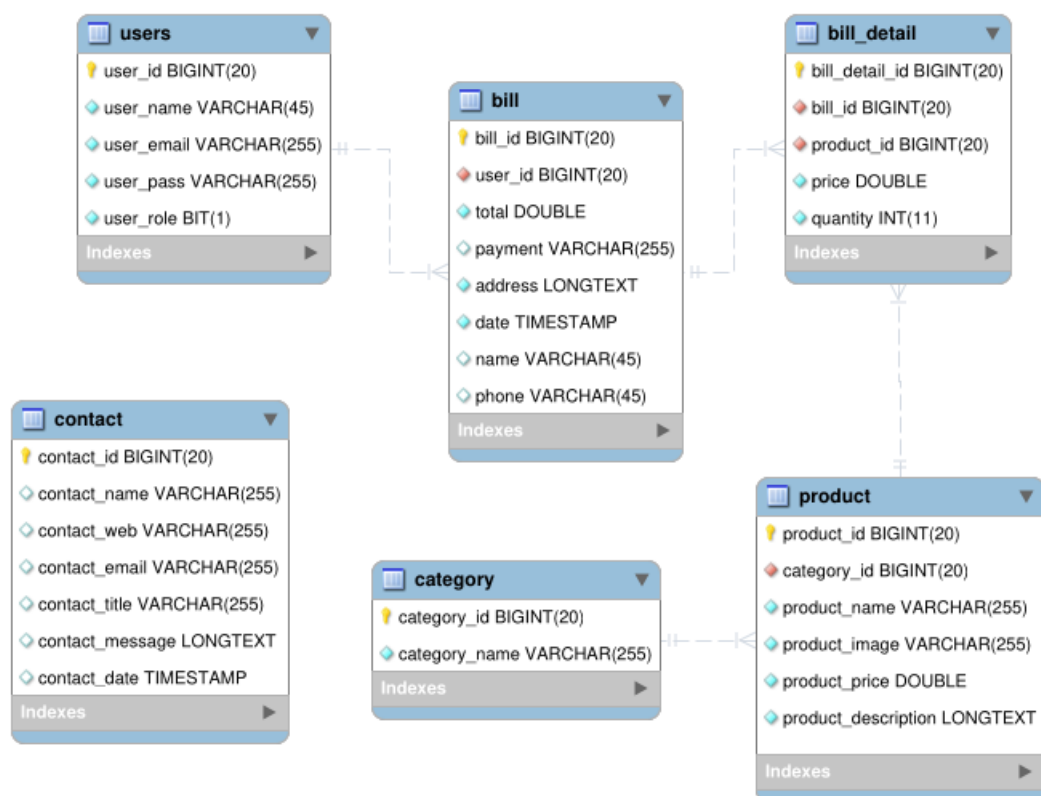 users
user_id BIGINT(20)
user_name VARCHAR(45)
user_email VARCHAR(255)
user_pass VARCHAR(255)
user_role BIT(1)
Indexes
bill
bill_id BIGINT(20)
user_id BIGINT(20)
total DOUBLE
payment VARCHAR(255)
address LONGTEXT
date TIMESTAMP
name VARCHAR(45)
phone VARCHAR(45)
Indexes
bill_detail
bill_detail_id BIGINT(20)
bill_id BIGINT(20)
product_id BIGINT(20)
price DOUBLE
quantity INT(11)
Indexes
contact
contact_id BIGINT(20)
contact_name VARCHAR(255)
contact_web VARCHAR(255)
contact_email VARCHAR(255)
contact_title VARCHAR(255)
contact_message LONGTEXT
contact_date TIMESTAMP
Indexes
category
category_id BIGINT(20)
category_name VARCHAR(255)
Indexes
product
product_id BIGINT(20)
category_id BIGINT(20)
product_name VARCHAR(255)
product_image VARCHAR(255)
product_price DOUBLE
product_description LONGTEXT
Indexes